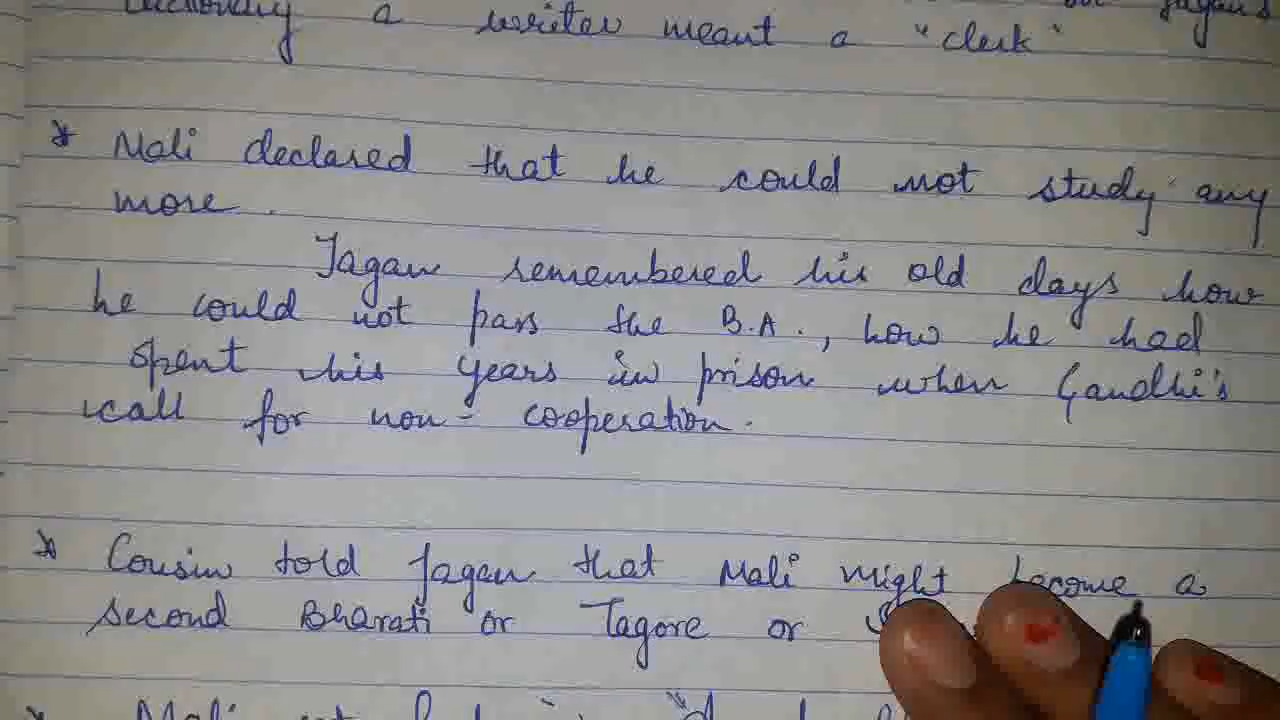 a writer meant a "clerk"
* Mali declared that he could not study any
more.
Jagan remembered his old days how
he could not pass the B.A., how he had
spent his years in prison when Gandhi's
call for non-cooperation.
* Cousin told Jagan that Mali might become a
second Bharati or Tagore or
* Mali